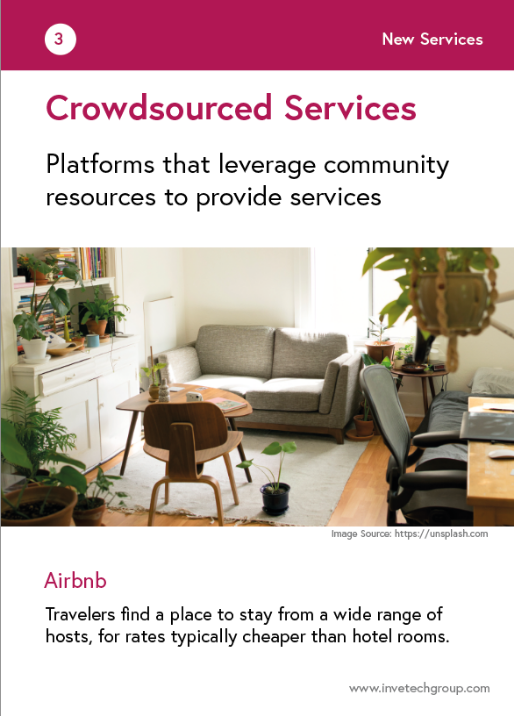 3
New Services
Crowdsourced Services
Platforms that leverage community
resources to provide services
Image Source: https://unsplash.com
Airbnb
Travelers find a place to stay from a wide range of
hosts, for rates typically cheaper than hotel rooms.
www.invetechgroup.com